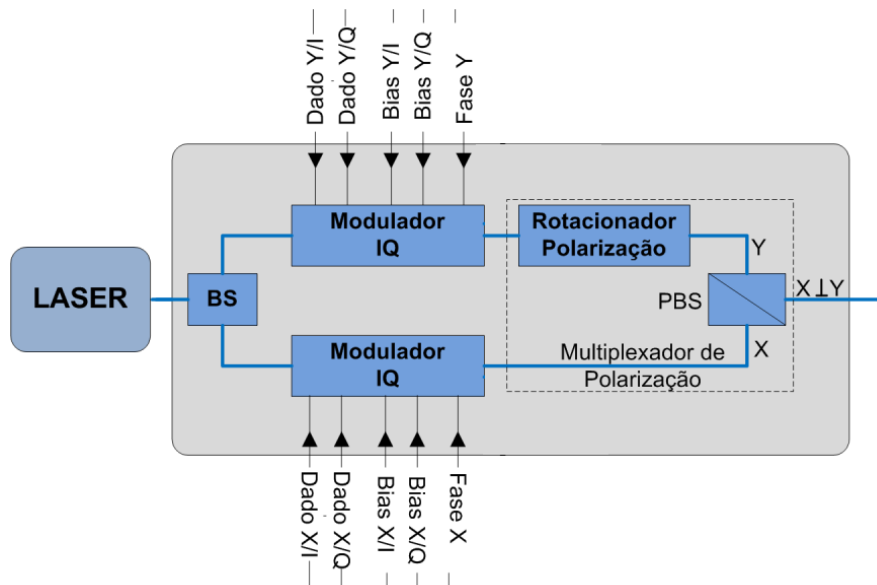 Dado Y/I
Dado Y/Q
Bias Y/I
Bias Y/Q
Fase Y
Modulador
IQ
Rotacionador
Polarização
Y
LASER
BS
PBS
X⊥Y
X
Modulador
IQ
Multiplexador de
Polarização
Dado X/I
Dado X/Q
Bias X/I
Bias X/Q
Fase X